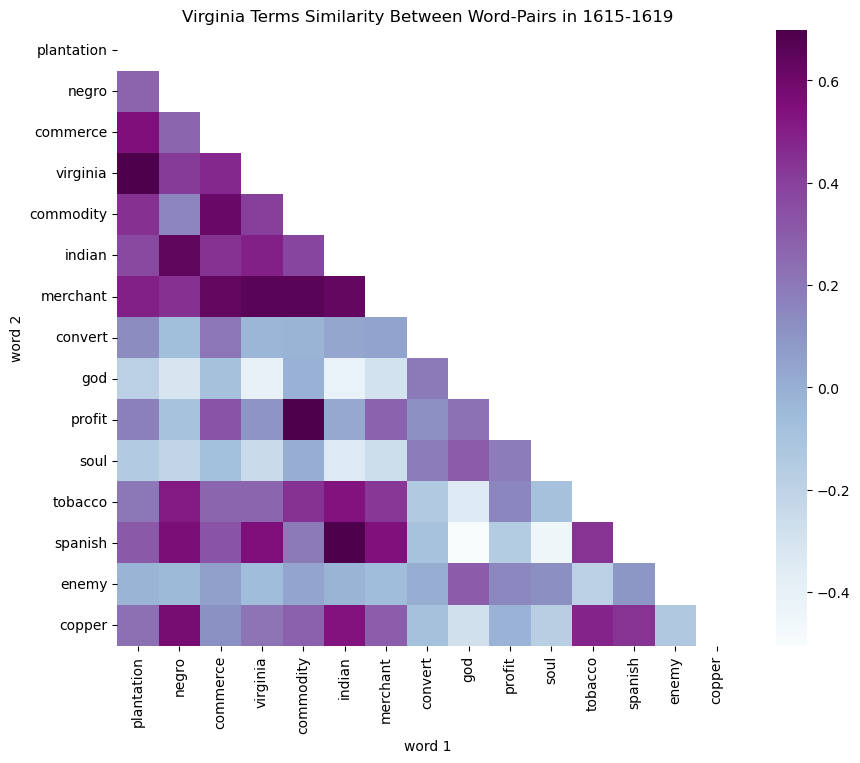 Virginia Terms Similarity Between Word-Pairs in 1615-1619
word 2
plantation
negro
commerce
virginia
commodity
indian
merchant
convert
god
profit
soul
tobacco
spanish
enemy
copper
plantation
negro
commerce
virginia
commodity
indian
merchant
convert
god
profit
soul
tobacco
spanish
enemy
copper
word 1
0.6
0.4
0.2
0.0
−0.2
−0.4